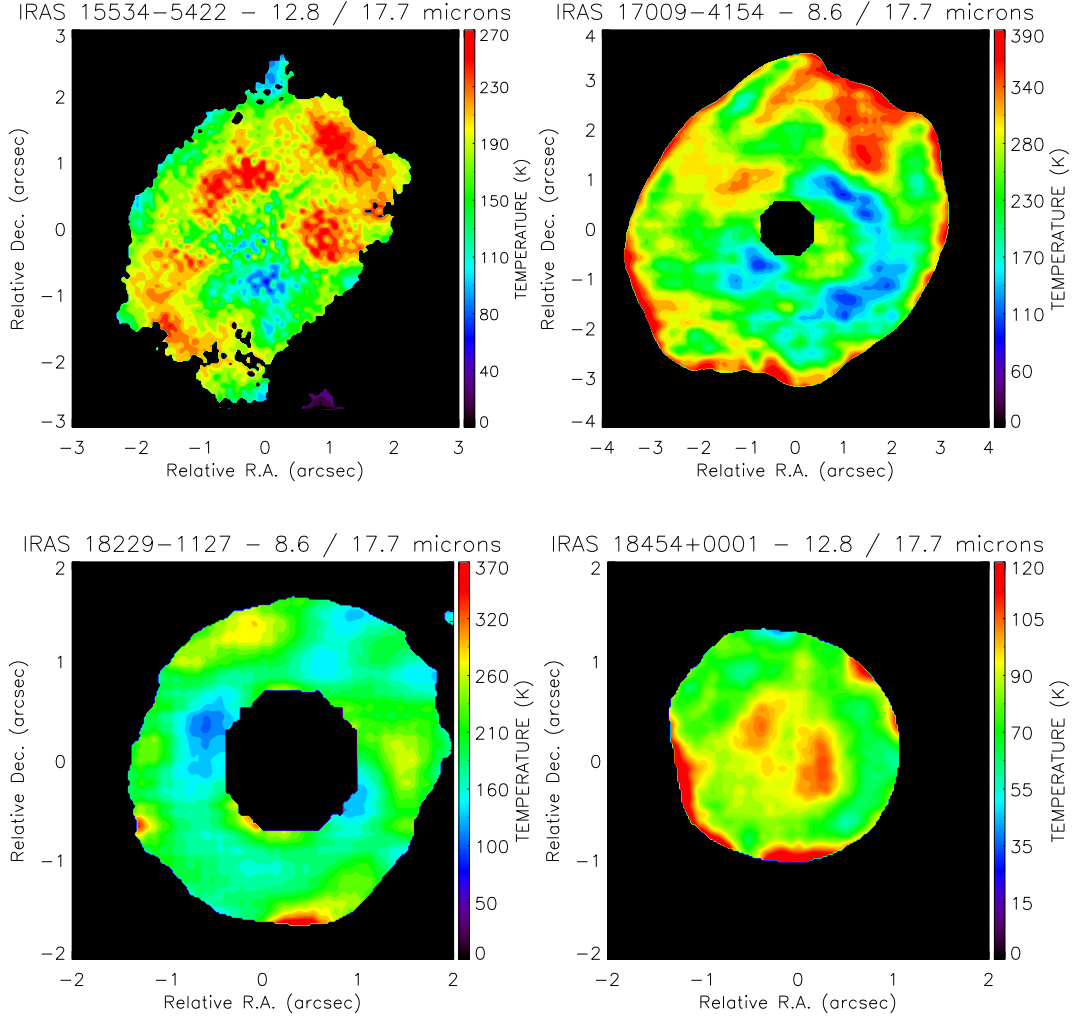 IRAS 15534−5422 − 12.8 / 17.7 microns
3
2
1
0
−1
−2
−3
−3 −2 −1 0 1 2 3
Relative R.A. (arcsec)
Relative Dec. (arcsec)
270
230
190
150
110
80
40
0
TEMPERATURE (K)
IRAS 17009−4154 − 8.6 / 17.7 microns
4
3
2
1
0
−1
−2
−3
−4
−4 −3 −2 −1 0 1 2 3 4
Relative R.A. (arcsec)
Relative Dec. (arcsec)
390
340
280
230
170
110
60
0
TEMPERATURE (K)
IRAS 18229−1127 − 8.6 / 17.7 microns
2
1
0
−1
−2
−2 −1 0 1 2
Relative R.A. (arcsec)
Relative Dec. (arcsec)
370
320
260
210
160
100
50
0
TEMPERATURE (K)
IRAS 18454+0001 − 12.8 / 17.7 microns
2
1
0
−1
−2
−2 −1 0 1 2
Relative R.A. (arcsec)
Relative Dec. (arcsec)
120
105
90
70
55
35
15
0
TEMPERATURE (K)